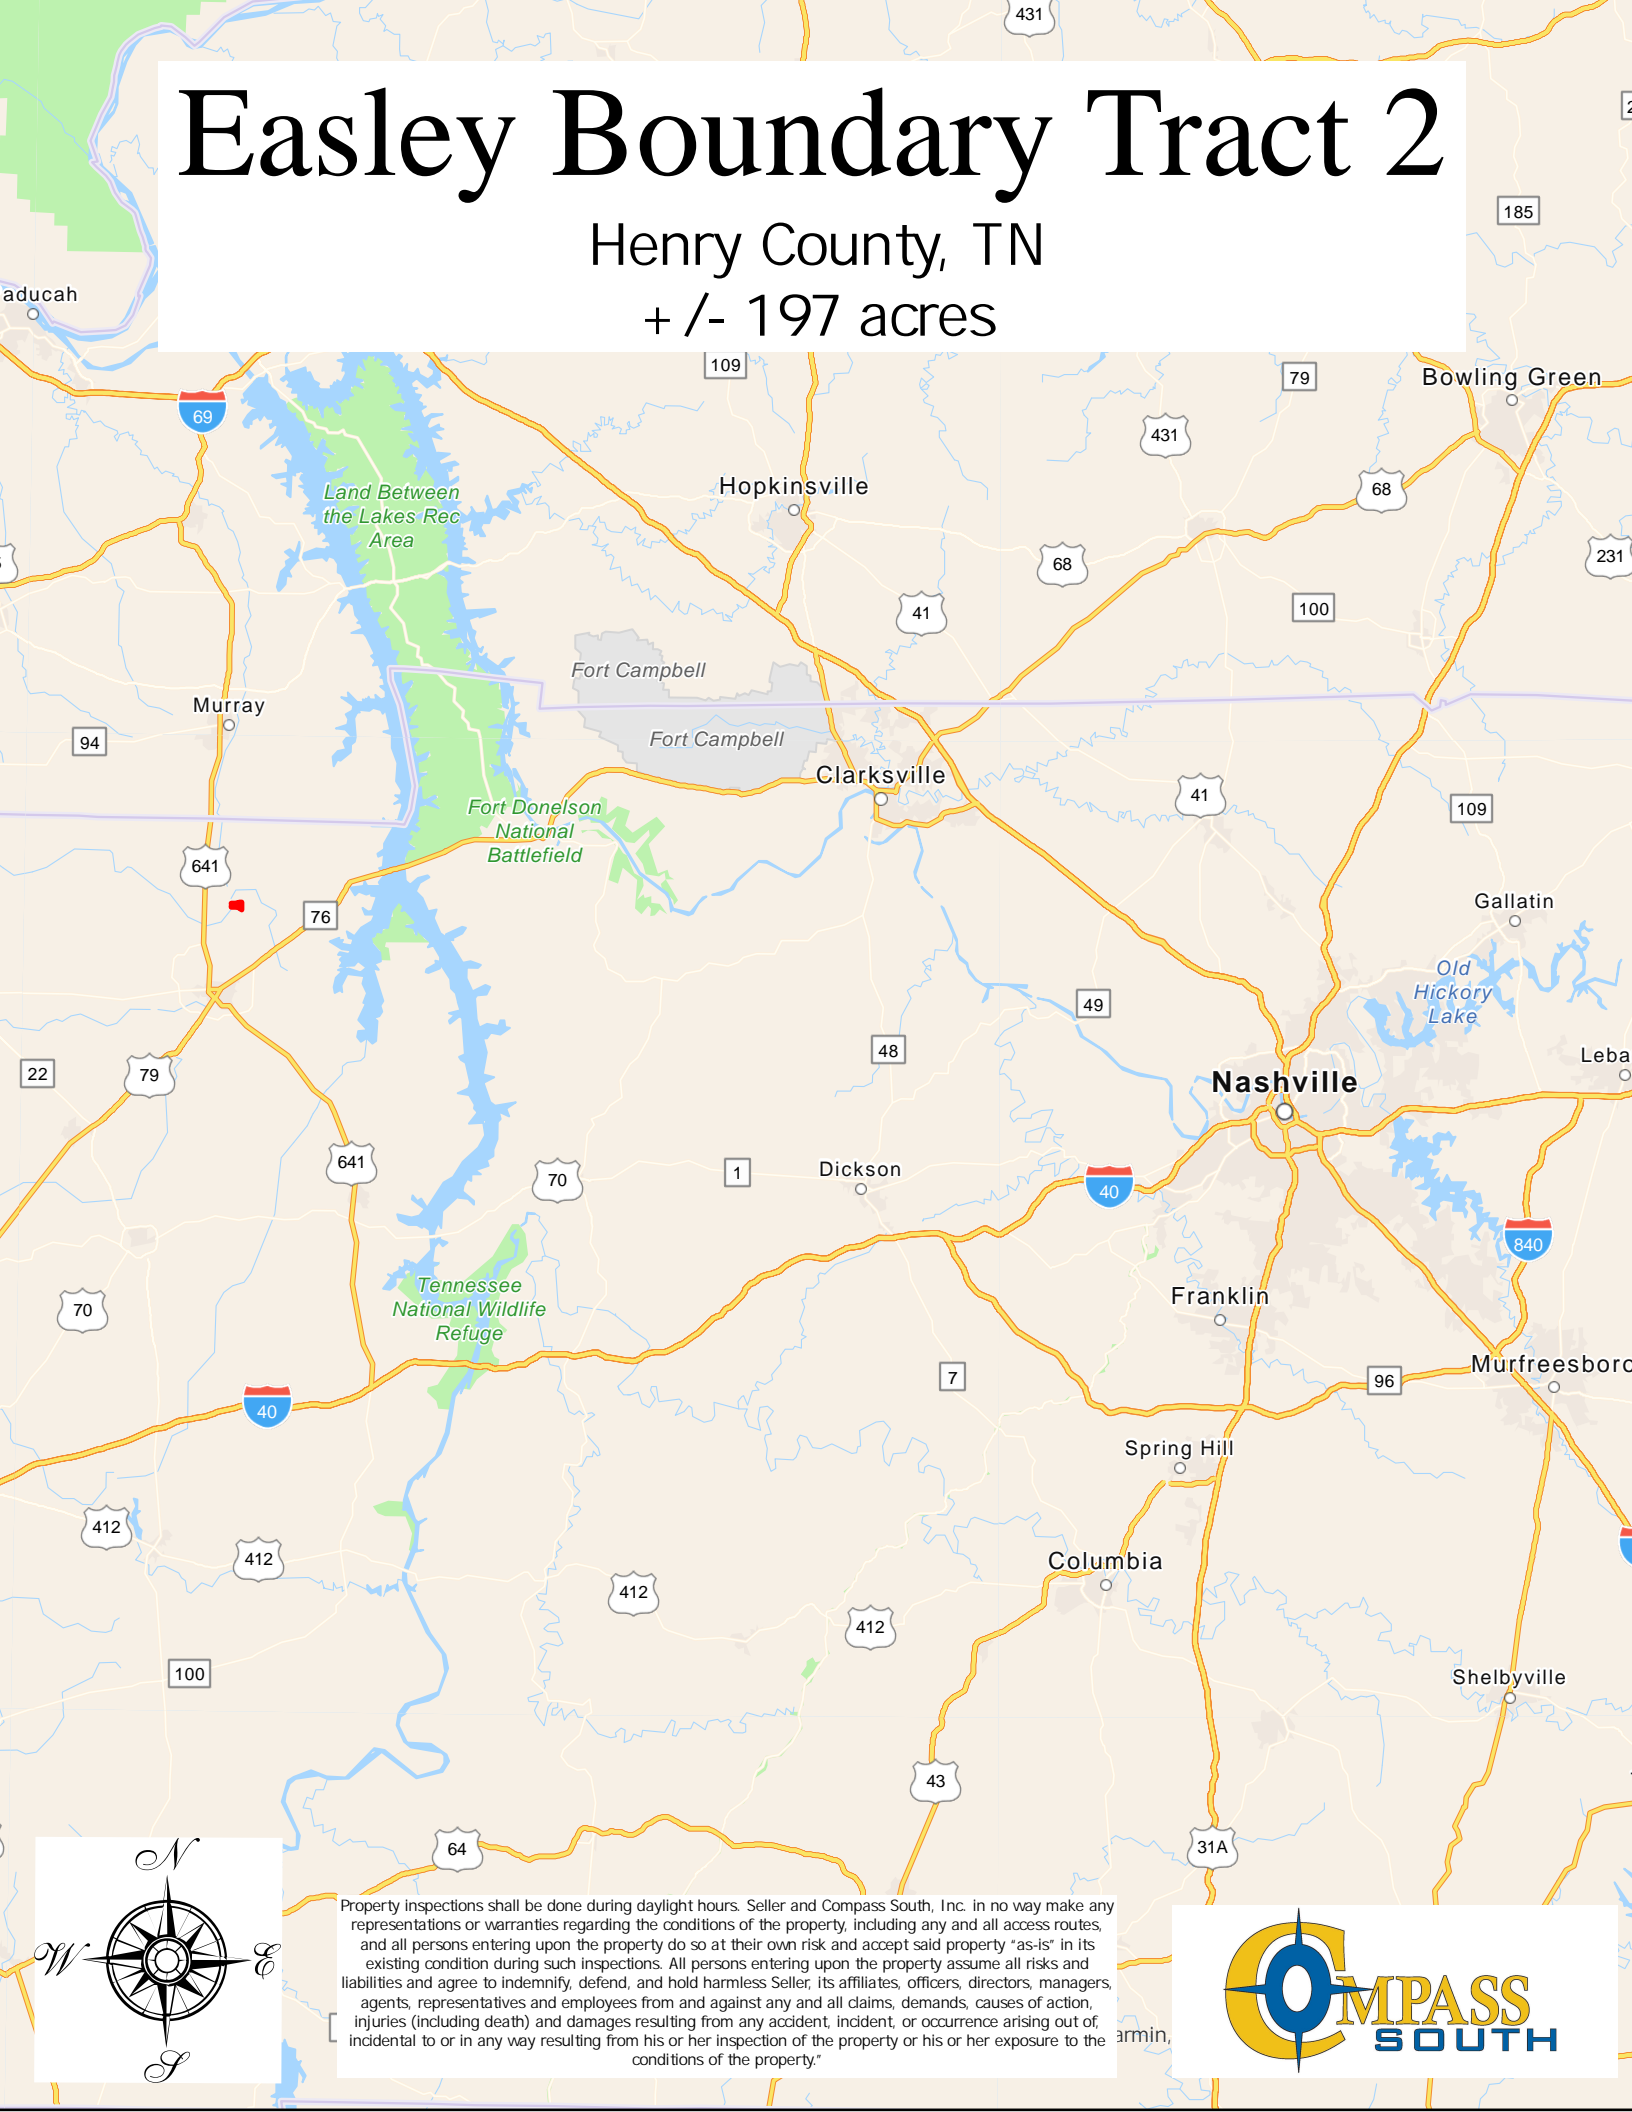 431
Easley Boundary Tract 2
Henry County, TN
+/- 197 acres
185
aducah
109
79
Bowling Green
69
431
Hopkinsville
68
Land Between
the Lakes Rec
Area
68
231
41
100
Fort Campbell
Murray
94
Fort Campbell
Clarksville
41
109
Fort Donelson
National
Battlefield
641
76
Gallatin
Old
Hickory
Lake
49
48
22
79
Leba
Nashville
641
70
1
Dickson
40
840
Tennessee
National Wildlife
Refuge
70
Franklin
7
96
Murfreesboro
40
Spring Hill
412
412
Columbia
412
412
100
Shelbyville
43
64
31A
N
W
E
S
Property inspections shall be done during daylight hours. Seller and Compass South, Inc. in no way make any
representations or warranties regarding the conditions of the property, including any and all access routes,
and all persons entering upon the property do so at their own risk and accept said property “as-is” in its
existing condition during such inspections. All persons entering upon the property assume all risks and
liabilities and agree to indemnify, defend, and hold harmless Seller, its affiliates, officers, directors, managers,
agents, representatives and employees from and against any and all claims, demands, causes of action,
injuries (including death) and damages resulting from any accident, incident, or occurrence arising out of,
incidental to or in any way resulting from his or her inspection of the property or his or her exposure to the
conditions of the property.”
armin,
COMPASS
SOUTH